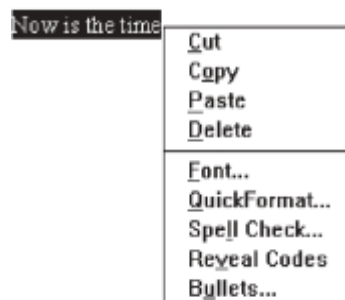 Now is the time
Cut
Copy
Paste
Delete
Font...
QuickFormat...
Spell Check...
Reveal Codes
Bullets...